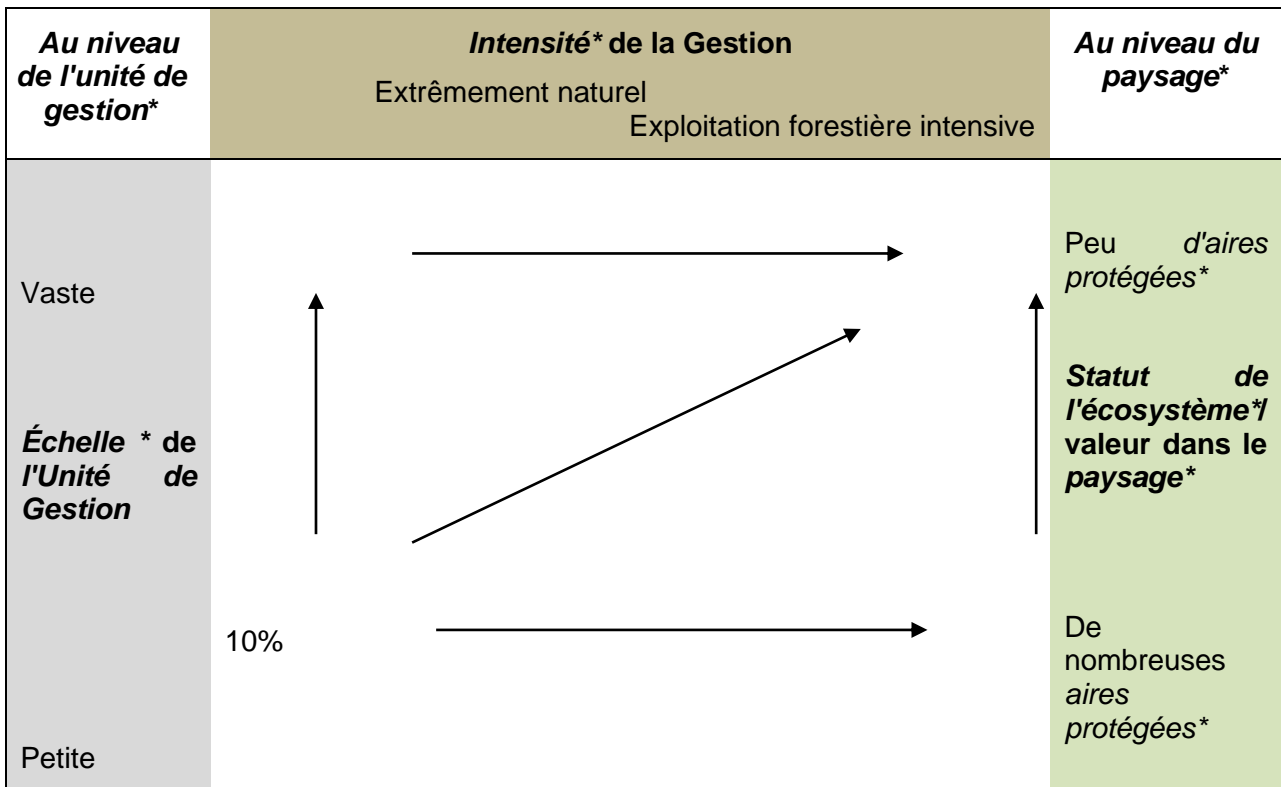 Au niveau
de l'unité de
gestion*
Intensité* de la Gestion
Extrêmement naturel
Exploitation forestière intensive
Au niveau du
paysage*
Vaste
Échelle * de
l'Unité de
Gestion
Petite
10%
Peu d'aires
protégées*
Statut de
l'écosystème*/
valeur dans le
paysage*
De
nombreuses
aires
protégées*